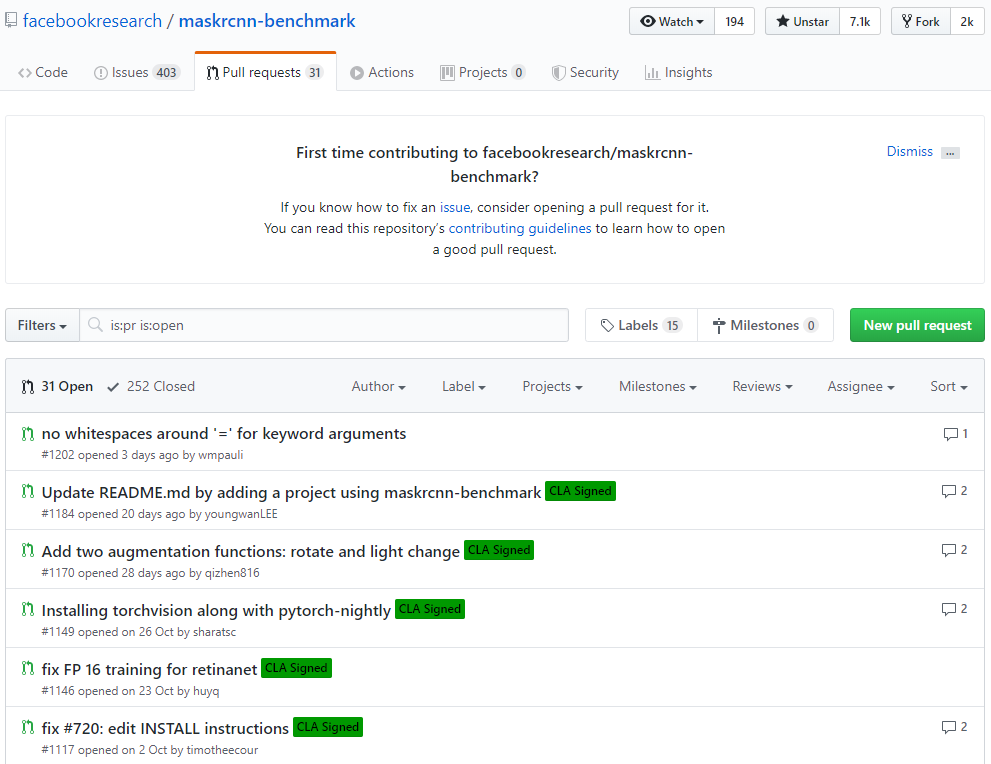 facebookresearch / maskrcnn-benchmark
Watch 194 Unstar 7.1k Fork 2k
Code Issues 403 Pull requests 31 Actions Projects 0 Security Insights
First time contributing to facebookresearch/maskrcnn-
benchmark?
Dismiss ...
If you know how to fix an issue, consider opening a pull request for it.
You can read this repository's contributing guidelines to learn how to open
a good pull request.
Filters is:pr is:open Labels 15 Milestones 0 New pull request
31 Open 252 Closed Author Label Projects Milestones Reviews Assignee Sort
no whitespaces around '=' for keyword arguments 1
#1202 opened 3 days ago by wmpauli
Update README.md by adding a project using maskrcnn-benchmark CLA Signed 2
#1184 opened 20 days ago by youngwanLEE
Add two augmentation functions: rotate and light change CLA Signed 2
#1170 opened 28 days ago by qizhen816
Installing torchvision along with pytorch-nightly CLA Signed 2
#1149 opened on 26 Oct by sharatsc
fix FP 16 training for retinanet CLA Signed
#1146 opened on 23 Oct by huyq
fix #720: edit INSTALL instructions CLA Signed 2
#1117 opened on 2 Oct by timotheecour